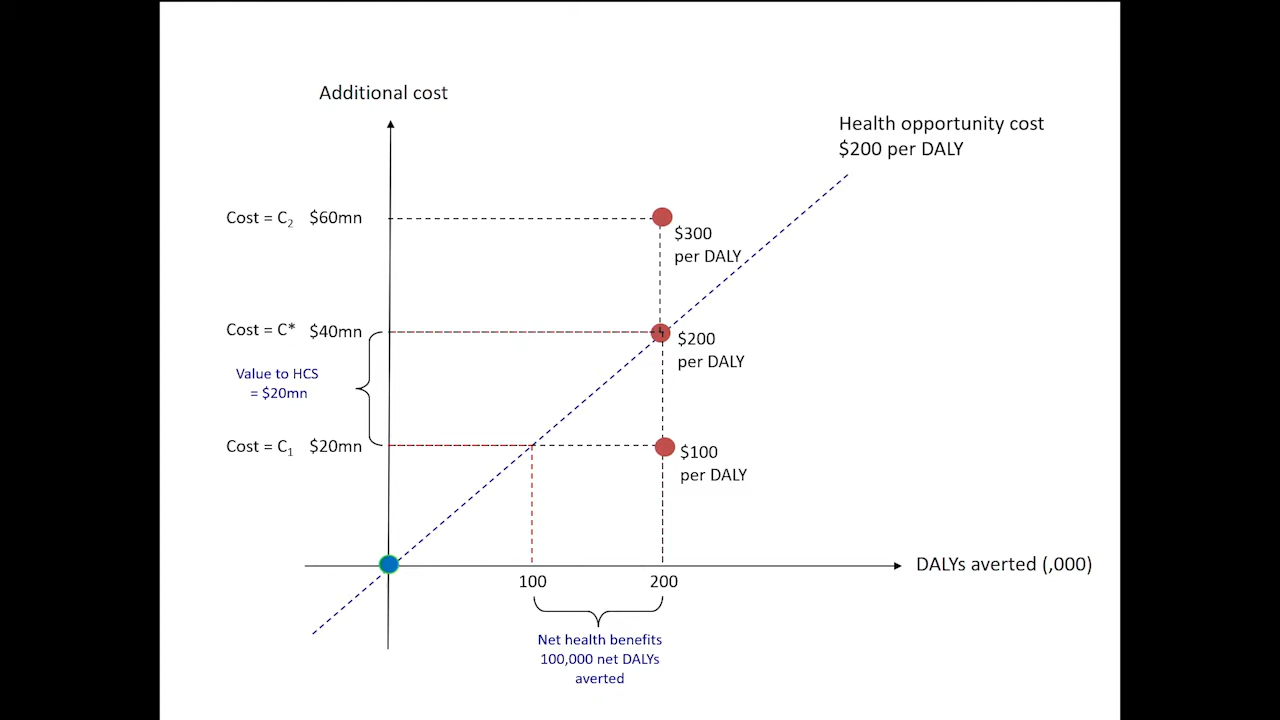 Additional cost
Health opportunity cost
$200 per DALY
Cost = C₂ $60mn
$300
per DALY
Cost = C* $40mn
$200
per DALY
Value to HCS
= $20mn
Cost = C₁ $20mn
$100
per DALY
DALYs averted (,000)
100 200
Net health benefits
100,000 net DALYs
averted